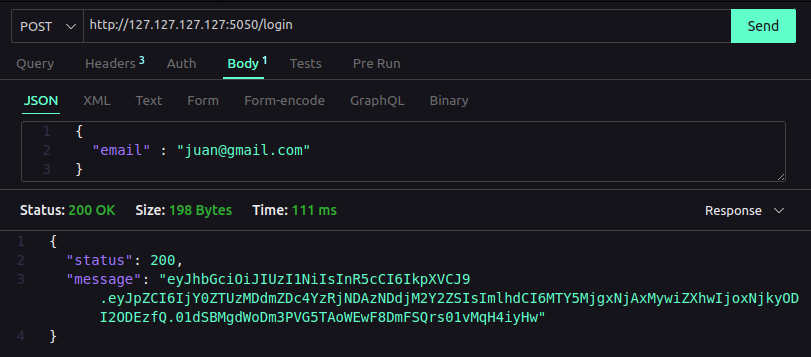 POST http://127.127.127.127:5050/login Send
Query Headers 3 Auth Body 1 Tests Pre Run
JSON XML Text Form Form-encode GraphQL Binary
1 {
2 "email" : "juan@gmail.com"
3 }
Status: 200 OK Size: 198 Bytes Time: 111 ms Response
1 {
2 "status": 200,
3 "message": "eyJhbGciOiJIUzI1NiIsInR5cCI6IkpXVCJ9
.eyJpZCI6IjY0ZTUzMDdmZDc4YzRjNDAzNDdjM2Y2ZSIsImlhdCI6MTY5MjgxNjAxMywiZXhwIjoxNjkyODI
I2ODEzfQ.01dSBMgdWoDm3PVG5TAoWEwF8DmFSQrs01vMqH4iyHw"
4 }